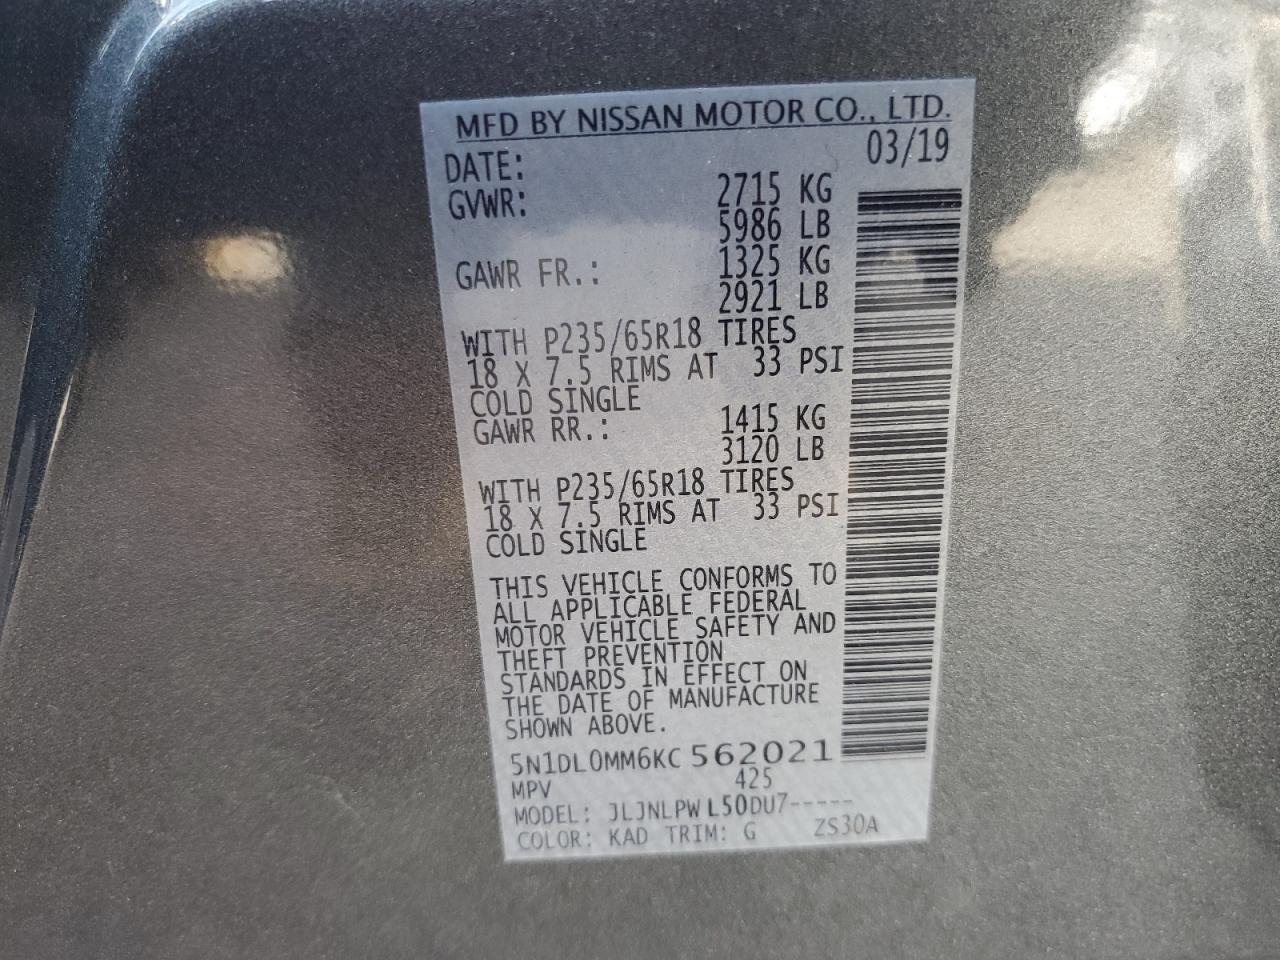 MFD BY NISSAN MOTOR CO., LTD.
DATE: 03/19
GVWR: 2715 KG
5986 LB
GAWR FR.: 1325 KG
2921 LB
WITH P235/65R18 TIRES
18 X 7.5 RIMS AT 33 PSI
COLD SINGLE
GAWR RR.: 1415 KG
3120 LB
WITH P235/65R18 TIRES
18 X 7.5 RIMS AT 33 PSI
COLD SINGLE
THIS VEHICLE CONFORMS TO
ALL APPLICABLE FEDERAL
MOTOR VEHICLE SAFETY AND
THEFT PREVENTION
STANDARDS IN EFFECT ON
THE DATE OF MANUFACTURE
SHOWN ABOVE.
5N1DL0MM6KC 562021
MPV 425
MODEL: JLJNLPW L50DU7-----
COLOR: KAD TRIM: G ZS30A